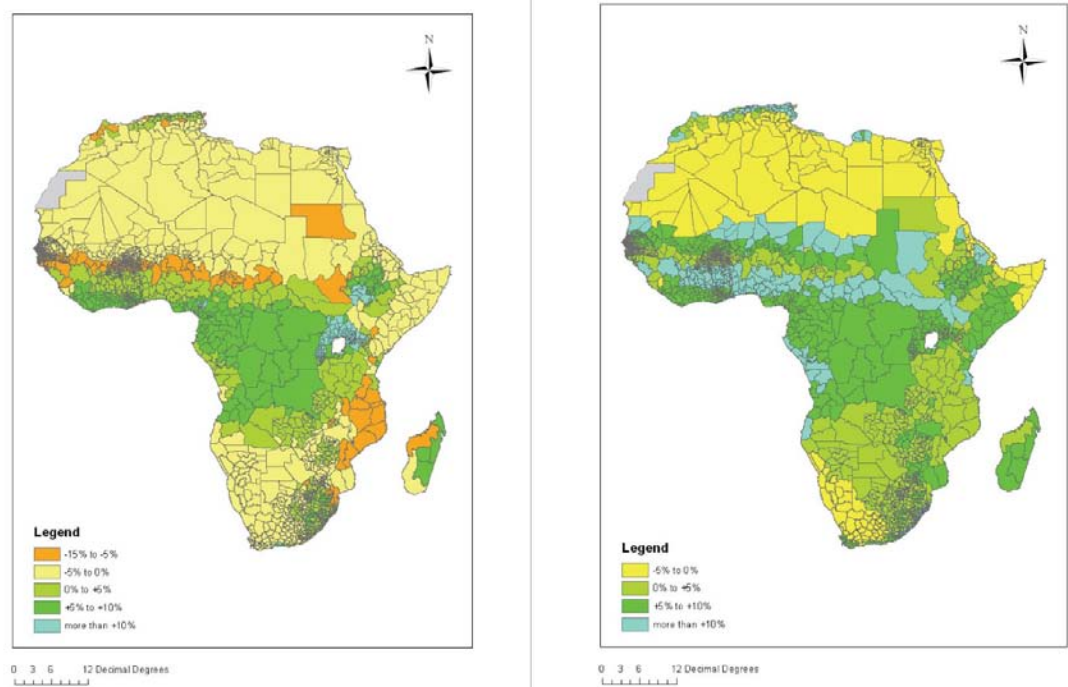 N
Legend
-15% to -5%
-5% to 0%
0% to +5%
+5% to +10%
more than +10%
0 3 6 12 Decimal Degrees
N
Legend
-5% to 0%
0% to +5%
+5% to +10%
more than +10%
0 3 6 12 Decimal Degrees